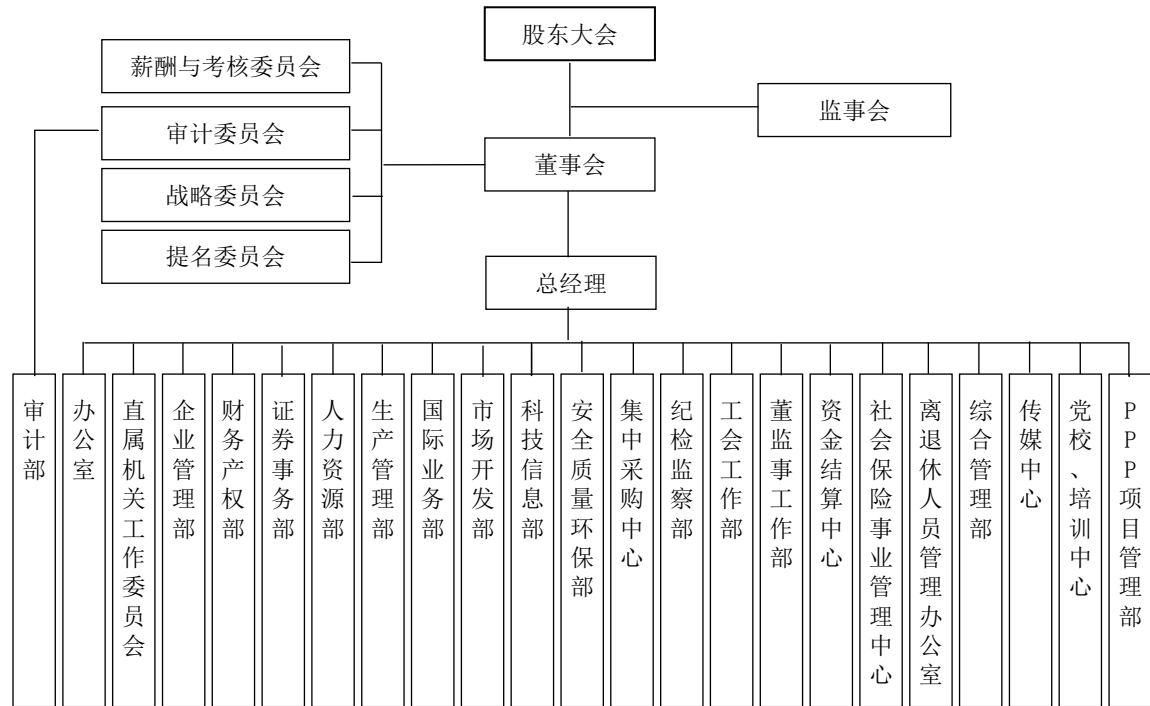 股东大会
薪酬与考核委员会
监事会
审计委员会
董事会
战略委员会
提名委员会
总经理
审计部
办公室
直属机关工作委员会
企业管理部
财务产权部
证券事务部
人力资源部
生产管理部
国际业务部
市场开发部
科技信息部
安全质量环保部
集中采购中心
纪检监察部
工会工作部
董监事工作部
资金结算中心
社会保险事业管理中心
离退休人员管理办公室
综合管理部
传媒中心
党校、培训中心
PPP项目管理部